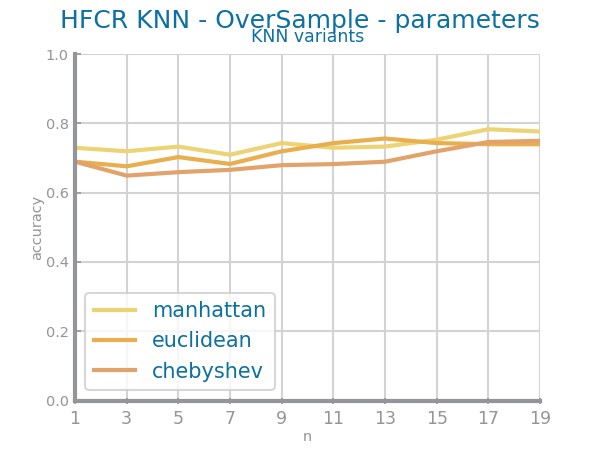 HFCR KNN - OverSample - parameters
KNN variants
1.0
0.8
0.6
0.4
0.2
0.0
accuracy
manhattan
euclidean
chebyshev
1 3 5 7 9 11 13 15 17 19
n